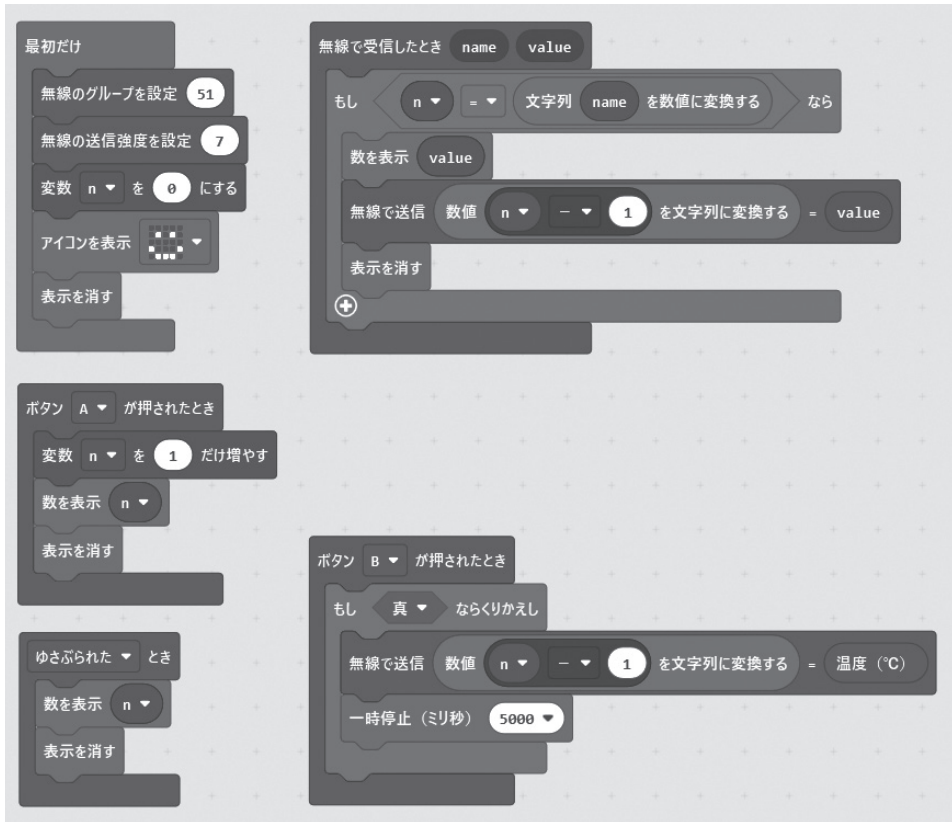 最初だけ
無線のグループを設定 51
無線の送信強度を設定 7
変数 n を 0 にする
アイコンを表示
表示を消す
無線で受信したとき name value
もし n = 文字列 name を数値に変換する なら
数を表示 value
無線で送信 数値 n - 1 を文字列に変換する = value
表示を消す
ボタン A が押されたとき
変数 n を 1 だけ増やす
数を表示 n
表示を消す
ゆさぶられた とき
数を表示 n
表示を消す
ボタン B が押されたとき
もし 真 ならくりかえし
無線で送信 数値 n - 1 を文字列に変換する = 温度(℃)
一時停止(ミリ秒) 5000